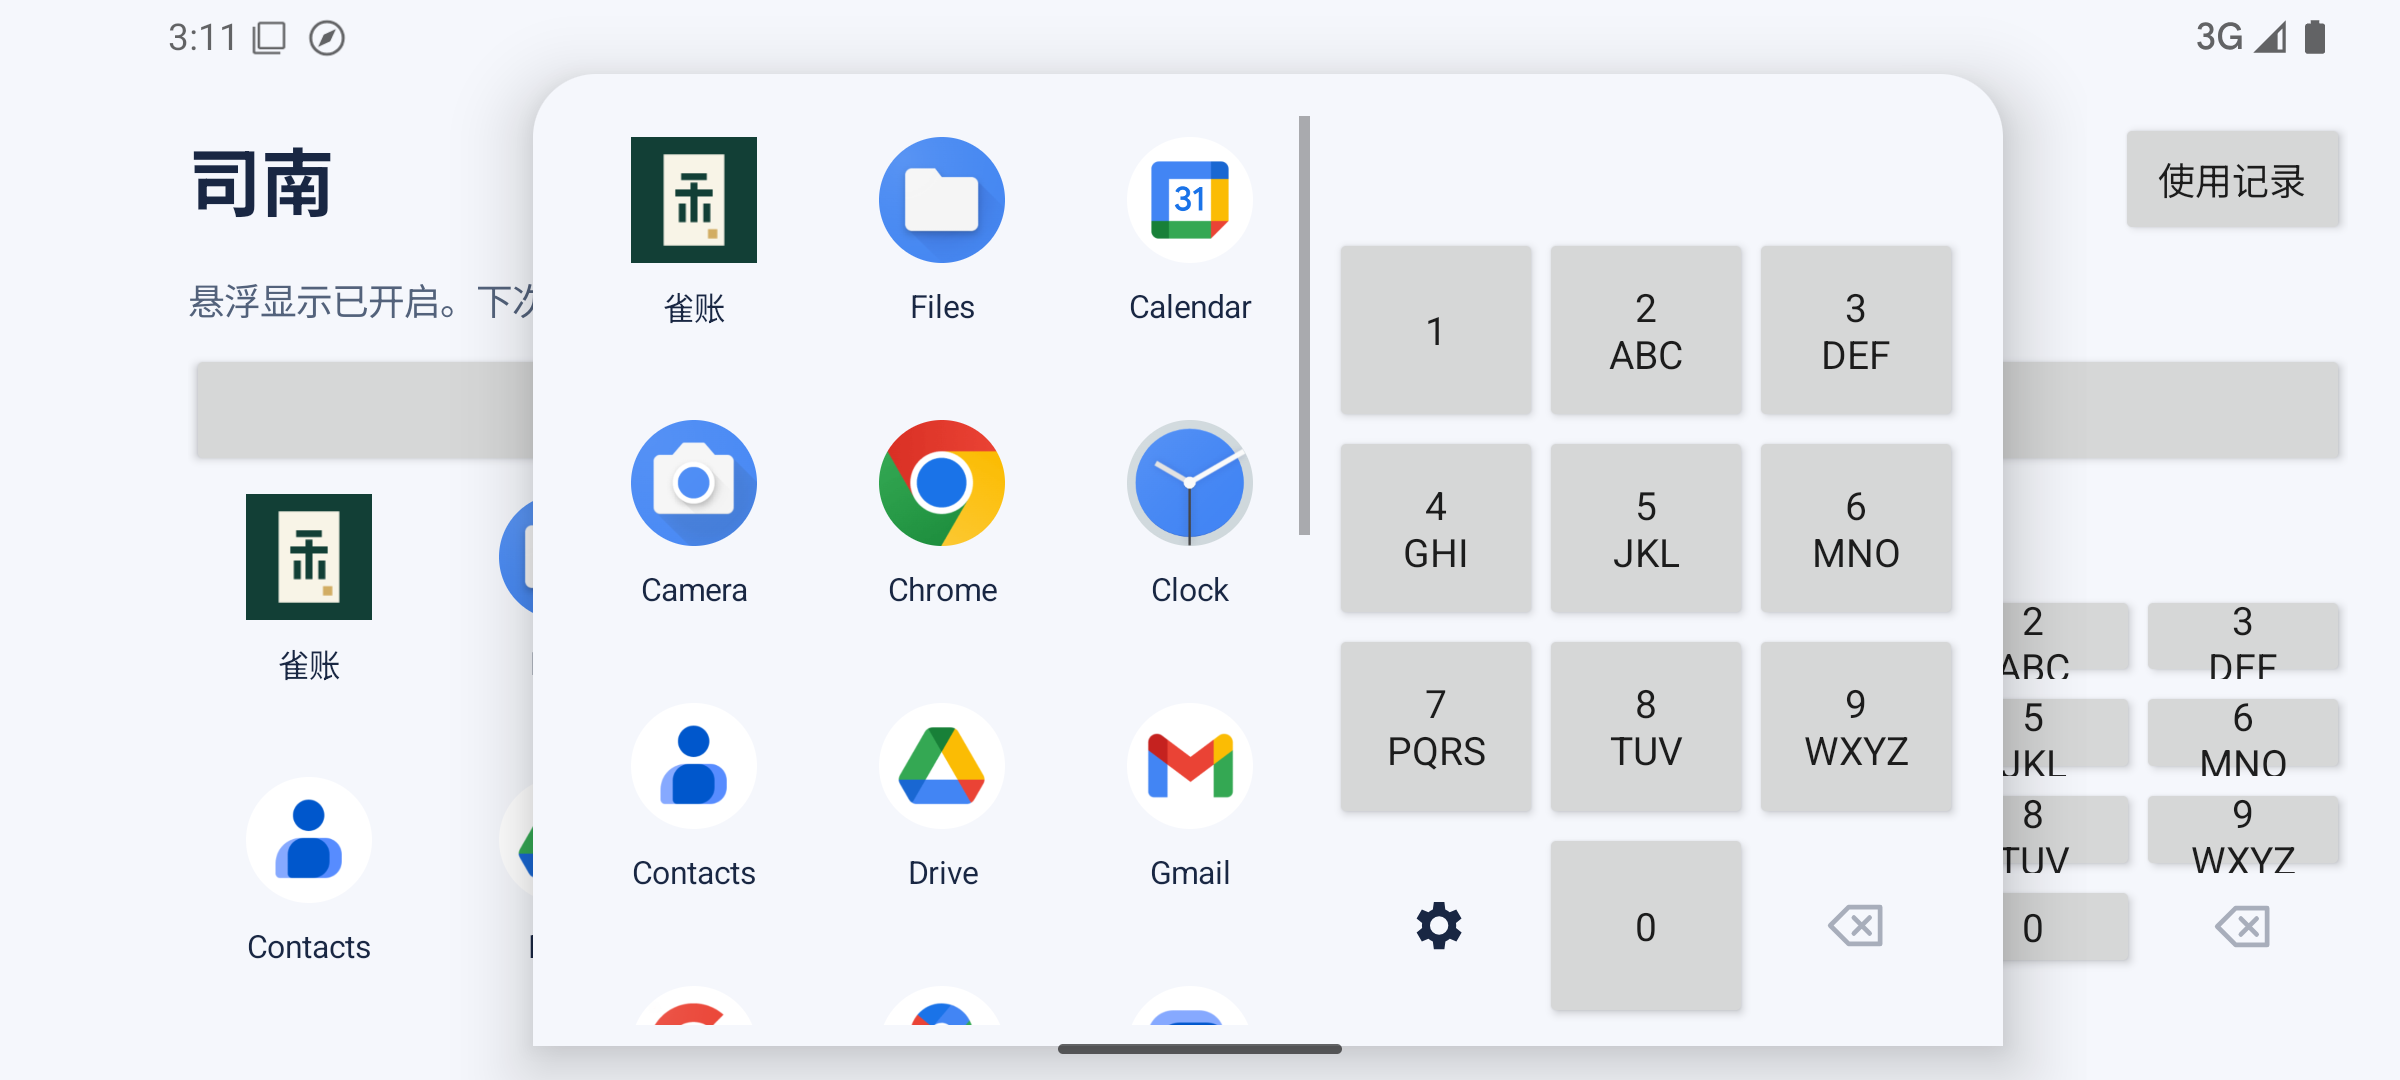 3:11
3G
司南
使用记录
悬浮显示已开启。下次
雀账
Contacts
雀账
Files
31
Calendar
Camera
Chrome
Clock
Contacts
Drive
Gmail
1
2
ABC
3
DEF
4
GHI
5
JKL
6
MNO
7
PQRS
8
TUV
9
WXYZ
0
2
ABC
3
DEF
5
JKL
6
MNO
8
TUV
9
WXYZ
0